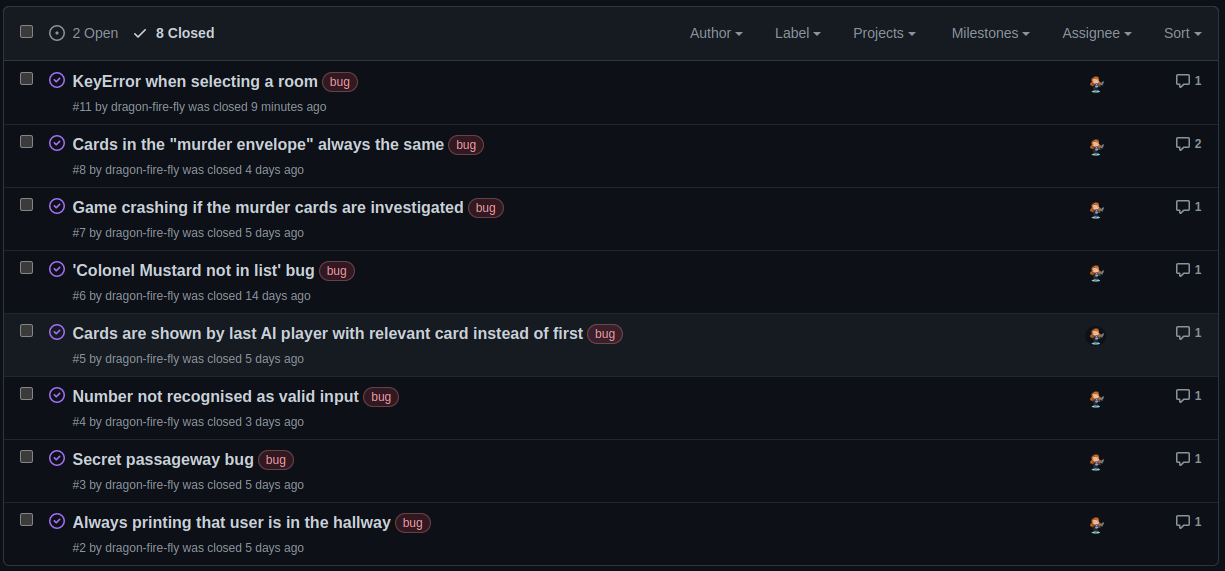 2 Open 8 Closed Author Label Projects Milestones Assignee Sort
KeyError when selecting a room bug 1
#11 by dragon-fire-fly was closed 9 minutes ago
Cards in the "murder envelope" always the same bug 2
#8 by dragon-fire-fly was closed 4 days ago
Game crashing if the murder cards are investigated bug 1
#7 by dragon-fire-fly was closed 5 days ago
'Colonel Mustard not in list' bug bug 1
#6 by dragon-fire-fly was closed 14 days ago
Cards are shown by last AI player with relevant card instead of first bug 1
#5 by dragon-fire-fly was closed 5 days ago
Number not recognised as valid input bug 1
#4 by dragon-fire-fly was closed 3 days ago
Secret passageway bug bug 1
#3 by dragon-fire-fly was closed 5 days ago
Always printing that user is in the hallway bug 1
#2 by dragon-fire-fly was closed 5 days ago